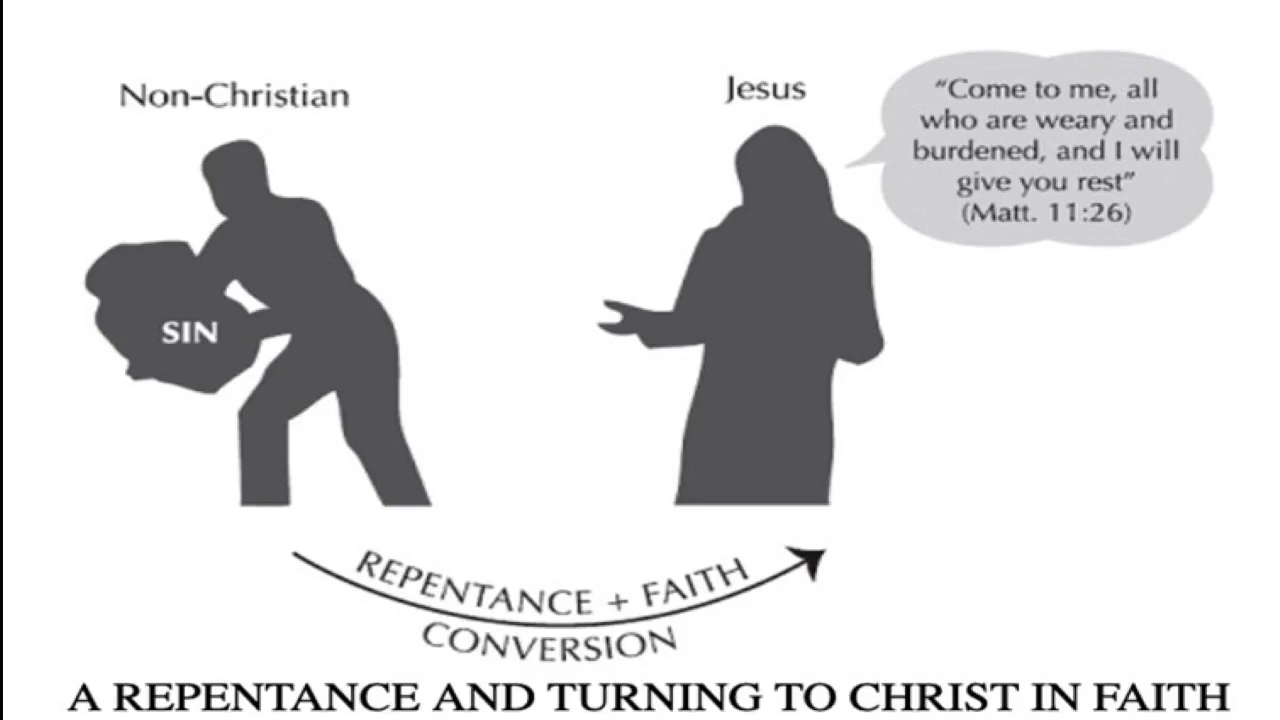 Non-Christian
Jesus
“Come to me, all
who are weary and
burdened, and I will
give you rest”
(Matt. 11:26)
SIN
REPENTANCE + FAITH
CONVERSION
A REPENTANCE AND TURNING TO CHRIST IN FAITH